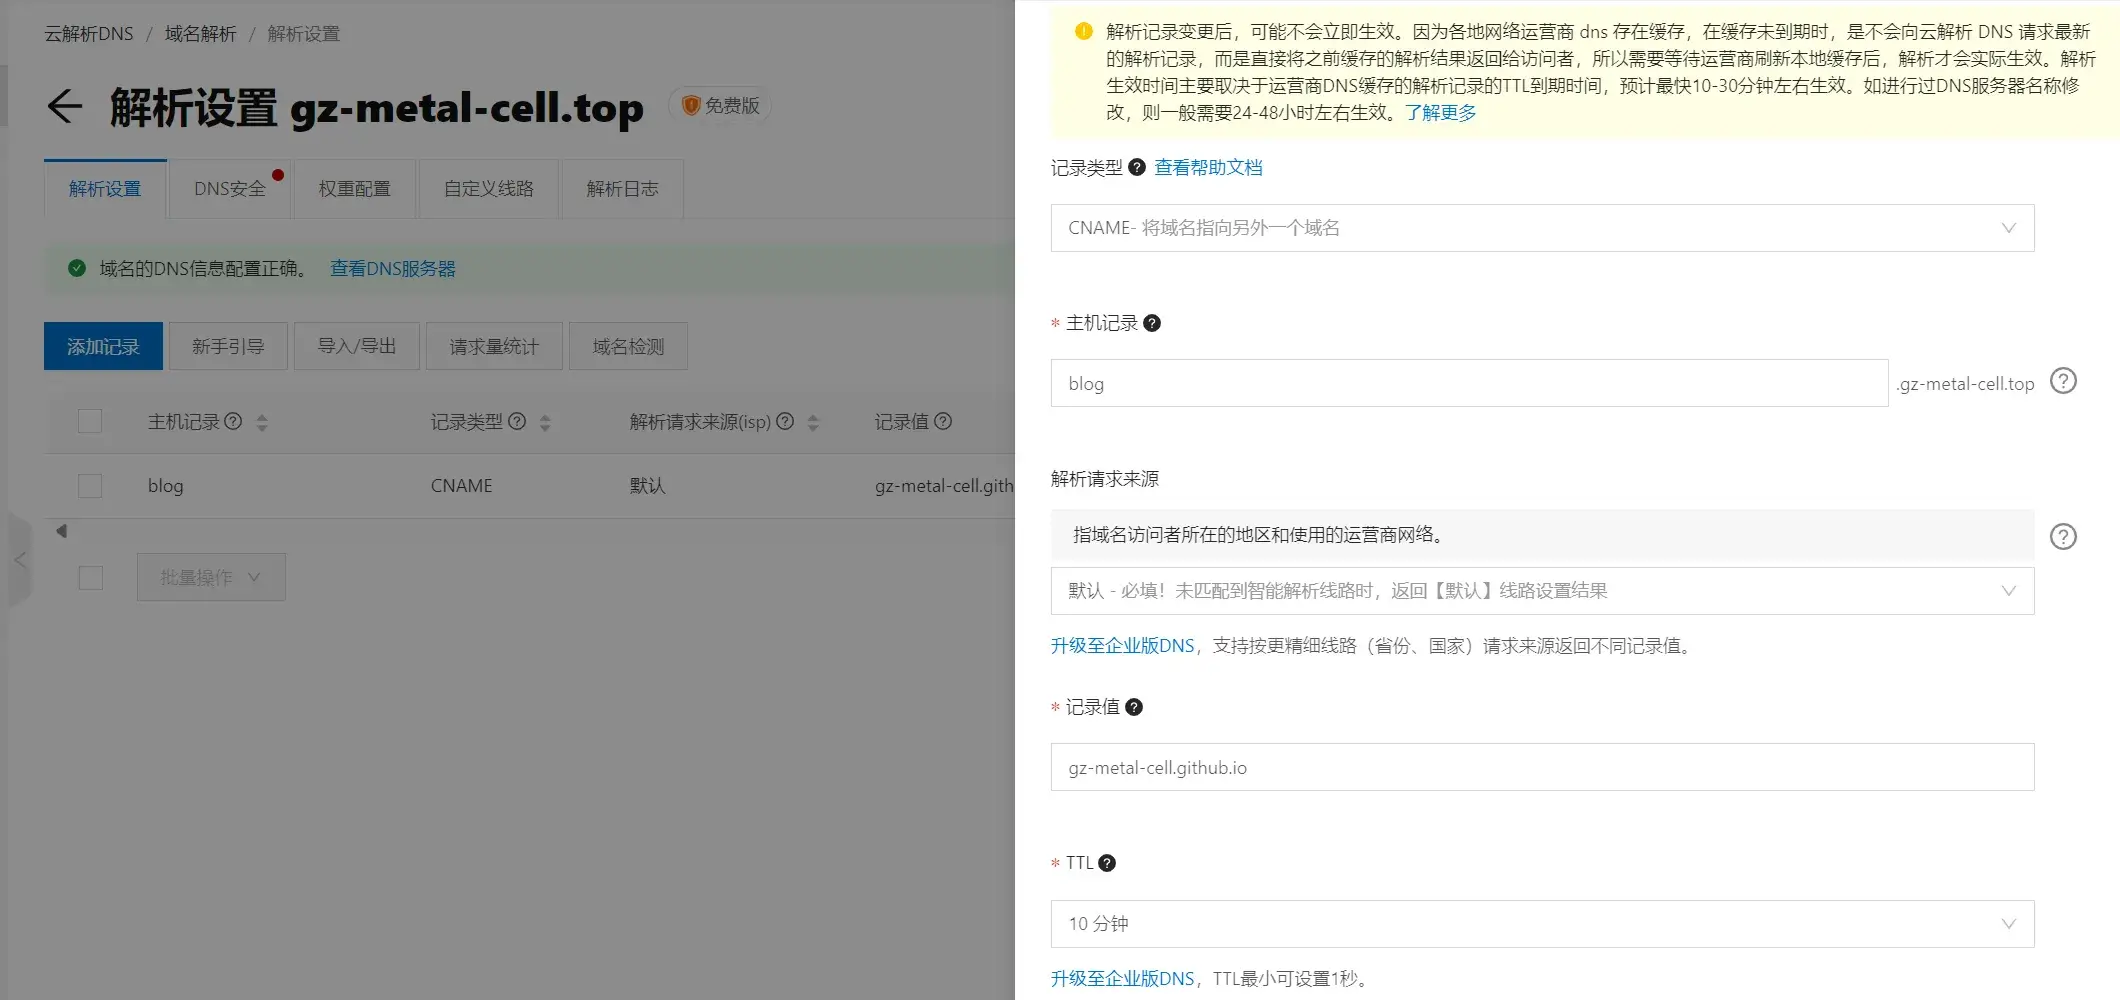 云解析DNS / 域名解析 / 解析设置
解析设置 gz-metal-cell.top 免费版
解析设置 DNS安全 权重配置 自定义线路 解析日志
域名的DNS信息配置正确。 查看DNS服务器
添加记录 新手引导 导入/导出 请求量统计 域名检测
主机记录 记录类型 解析请求来源(isp) 记录值
blog CNAME 默认 gz-metal-cell.gith
批量操作
解析记录变更后，可能不会立即生效。因为各地网络运营商 dns 存在缓存，在缓存未到期时，是不会向云解析 DNS 请求最新
的解析记录，而是直接将之前缓存的解析结果返回给访问者，所以需要等待运营商刷新本地缓存后，解析才会实际生效。解析
生效时间主要取决于运营商DNS缓存的解析记录的TTL到期时间，预计最快10-30分钟左右生效。如进行过DNS服务器名称修
改，则一般需要24-48小时左右生效。了解更多
记录类型 查看帮助文档
CNAME- 将域名指向另外一个域名
* 主机记录
blog .gz-metal-cell.top
解析请求来源
指域名访问者所在的地区和使用的运营商网络。
默认 - 必填！未匹配到智能解析线路时，返回【默认】线路设置结果
升级至企业版DNS，支持按更精细线路（省份、国家）请求来源返回不同记录值。
* 记录值
gz-metal-cell.github.io
* TTL
10 分钟
升级至企业版DNS，TTL最小可设置1秒。